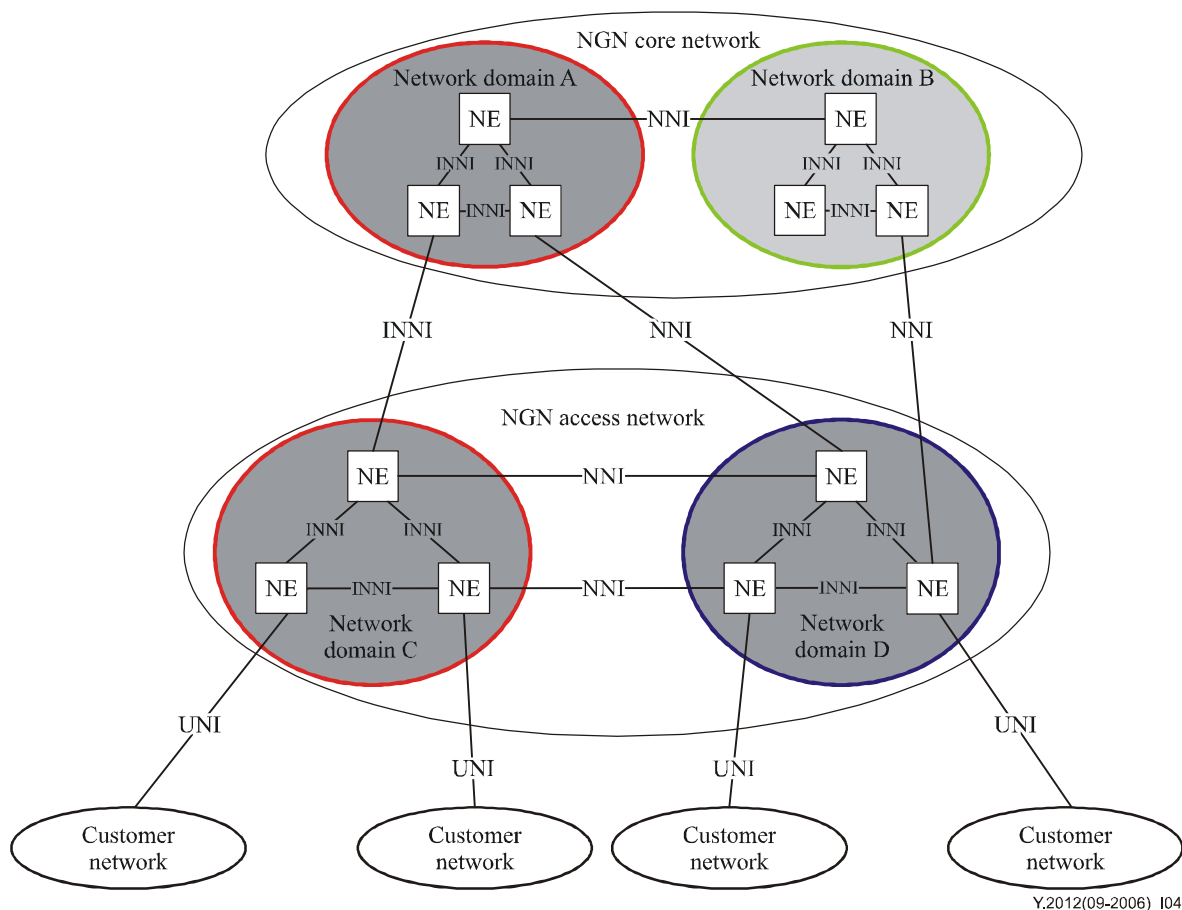 NGN core network
Network domain A
Network domain B
NE
NNI
NE
INNI
INNI
INNI
INNI
NE
INNI
NE
NE
INNI
NE
INNI
NNI
NNI
NGN access network
NE
NNI
NE
INNI
INNI
INNI
INNI
NE
INNI
NE
NNI
NE
INNI
NE
Network
domain C
Network
domain D
UNI
UNI
UNI
UNI
Customer
network
Customer
network
Customer
network
Customer
network
Y.2012(09-2006)_I04